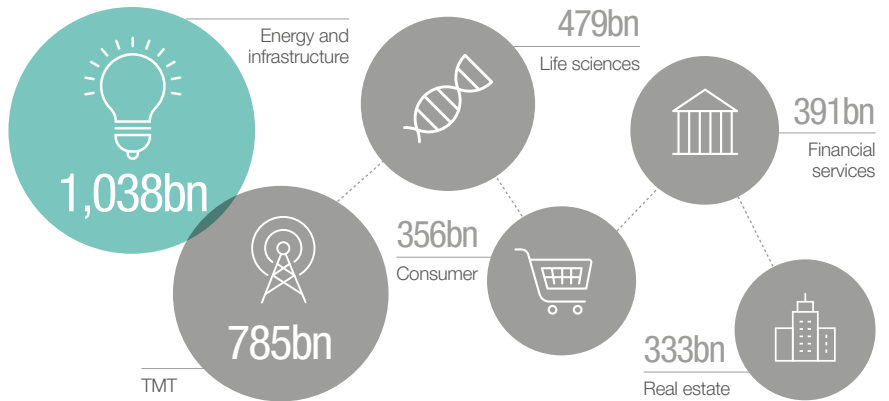 Energy and
infrastructure
1,038bn
785bn
TMT
479bn
Life sciences
356bn
Consumer
391bn
Financial
services
333bn
Real estate